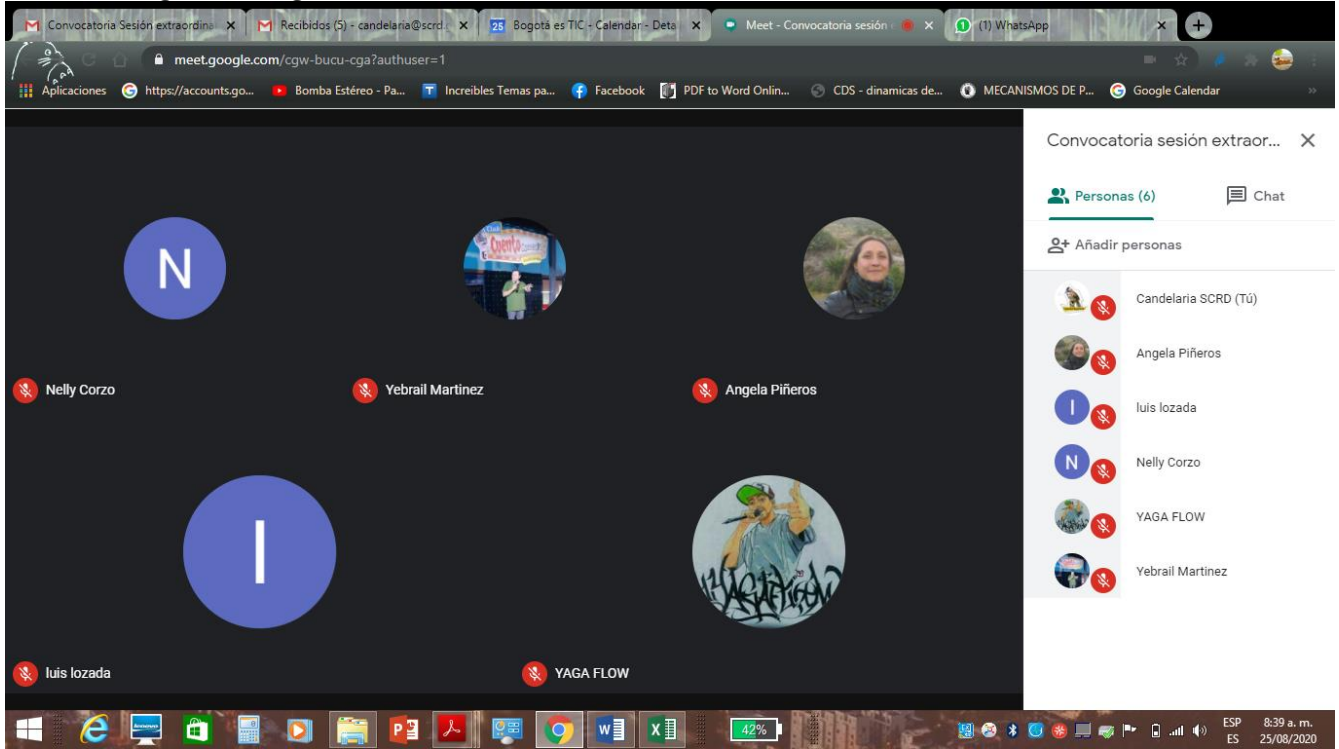 Convocatoria Sesión extraordina
Recibidos (5) - candelaria@scrd
25 Bogotá es TIC - Calendar - Deta
Meet - Convocatoria sesión
(1) WhatsApp
meet.google.com/cgw-bucu-cga?authuser=1
Aplicaciones
https://accounts.go...
Bomba Estéreo - Pa...
Increibles Temas pa...
Facebook
PDF to Word Onlin...
CDS - dinamicas de...
MECANISMOS DE P...
Google Calendar
Convocatoria sesión extraor...
Personas (6)
Chat
Añadir personas
Candelaria SCRD (Tú)
Angela Piñeros
luis lozada
Nelly Corzo
YAGA FLOW
Yebrail Martinez
N
Cuento
Nelly Corzo
Yebrail Martinez
Angela Piñeros
l
luis lozada
YAGA FLOW
l
N
42%
ESP
ES
8:39 a. m.
25/08/2020